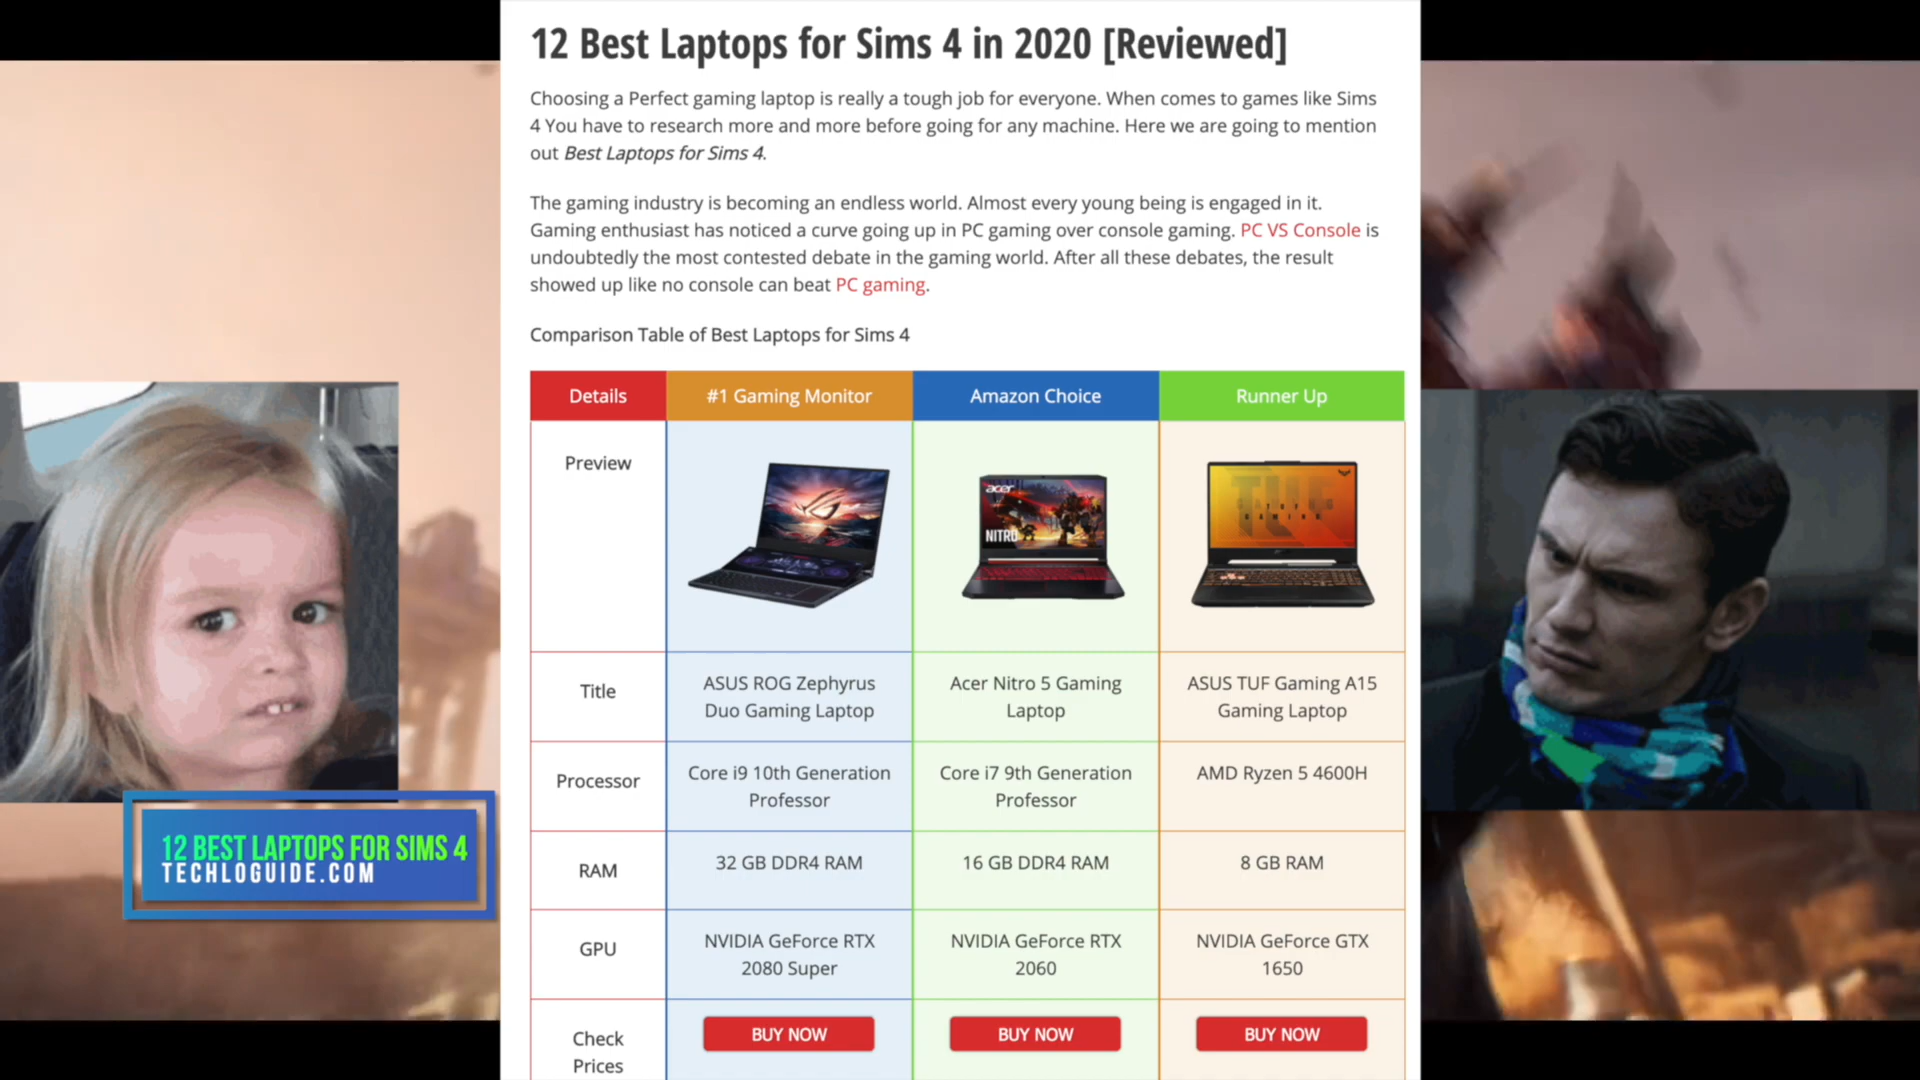 12 Best Laptops for Sims 4 in 2020 [Reviewed]
Choosing a Perfect gaming laptop is really a tough job for everyone. When comes to games like Sims
4 You have to research more and more before going for any machine. Here we are going to mention
out Best Laptops for Sims 4.
The gaming industry is becoming an endless world. Almost every young being is engaged in it.
Gaming enthusiast has noticed a curve going up in PC gaming over console gaming. PC VS Console is
undoubtedly the most contested debate in the gaming world. After all these debates, the result
showed up like no console can beat PC gaming.
Comparison Table of Best Laptops for Sims 4
Details
#1 Gaming Monitor
Amazon Choice
Runner Up
Preview
acer
NITRO
TUF
GAMING
Title
ASUS ROG Zephyrus
Duo Gaming Laptop
Acer Nitro 5 Gaming
Laptop
ASUS TUF Gaming A15
Gaming Laptop
Processor
Core i9 10th Generation
Professor
Core i7 9th Generation
Professor
AMD Ryzen 5 4600H
RAM
32 GB DDR4 RAM
16 GB DDR4 RAM
8 GB RAM
GPU
NVIDIA GeForce RTX
2080 Super
NVIDIA GeForce RTX
2060
NVIDIA GeForce GTX
1650
Check
Prices
BUY NOW
BUY NOW
BUY NOW
12 BEST LAPTOPS FOR SIMS 4
TECHLOGUIDE.COM